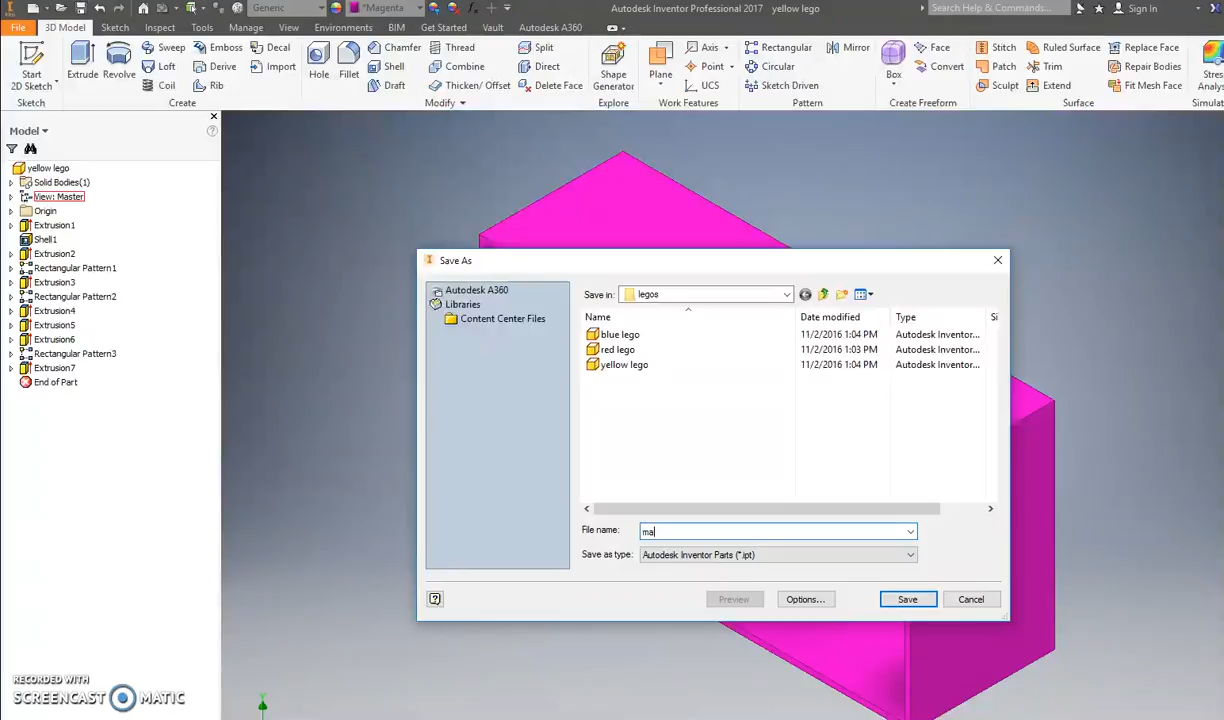 Generic
*Magenta
Autodesk Inventor Professional 2017 yellow lego
Search Help & Commands...
Sign In
File 3D Model Sketch Inspect Tools Manage View Environments BIM Get Started Vault Autodesk A360
Start
2D Sketch
Sketch
Extrude
Revolve
Sweep Emboss Decal
Loft Derive Import
Coil Rib
Create
Hole
Fillet
Chamfer Thread Split
Shell Combine Direct
Draft Thicken/ Offset Delete Face
Modify
Shape
Generator
Explore
Plane
Axis
Point
UCS
Work Features
Rectangular Mirror
Circular
Sketch Driven
Pattern
Box
Face
Convert
Create Freeform
Stitch Ruled Surface Replace Face
Patch Trim Repair Bodies
Sculpt Extend Fit Mesh Face
Surface
Stres
Analys
Simulat
Model
yellow lego
Solid Bodies(1)
View: Master
Origin
Extrusion1
Shell1
Extrusion2
Rectangular Pattern1
Extrusion3
Rectangular Pattern2
Extrusion4
Extrusion5
Extrusion6
Rectangular Pattern3
Extrusion7
End of Part
Save As
Autodesk A360
Libraries
Content Center Files
Save in: legos
Name Date modified Type Si
blue lego 11/2/2016 1:04 PM Autodesk Inventor...
red lego 11/2/2016 1:03 PM Autodesk Inventor...
yellow lego 11/2/2016 1:04 PM Autodesk Inventor...
File name: ma
Save as type: Autodesk Inventor Parts (*.ipt)
Preview Options... Save Cancel
RECORDED WITH
SCREENCAST MATIC
Y